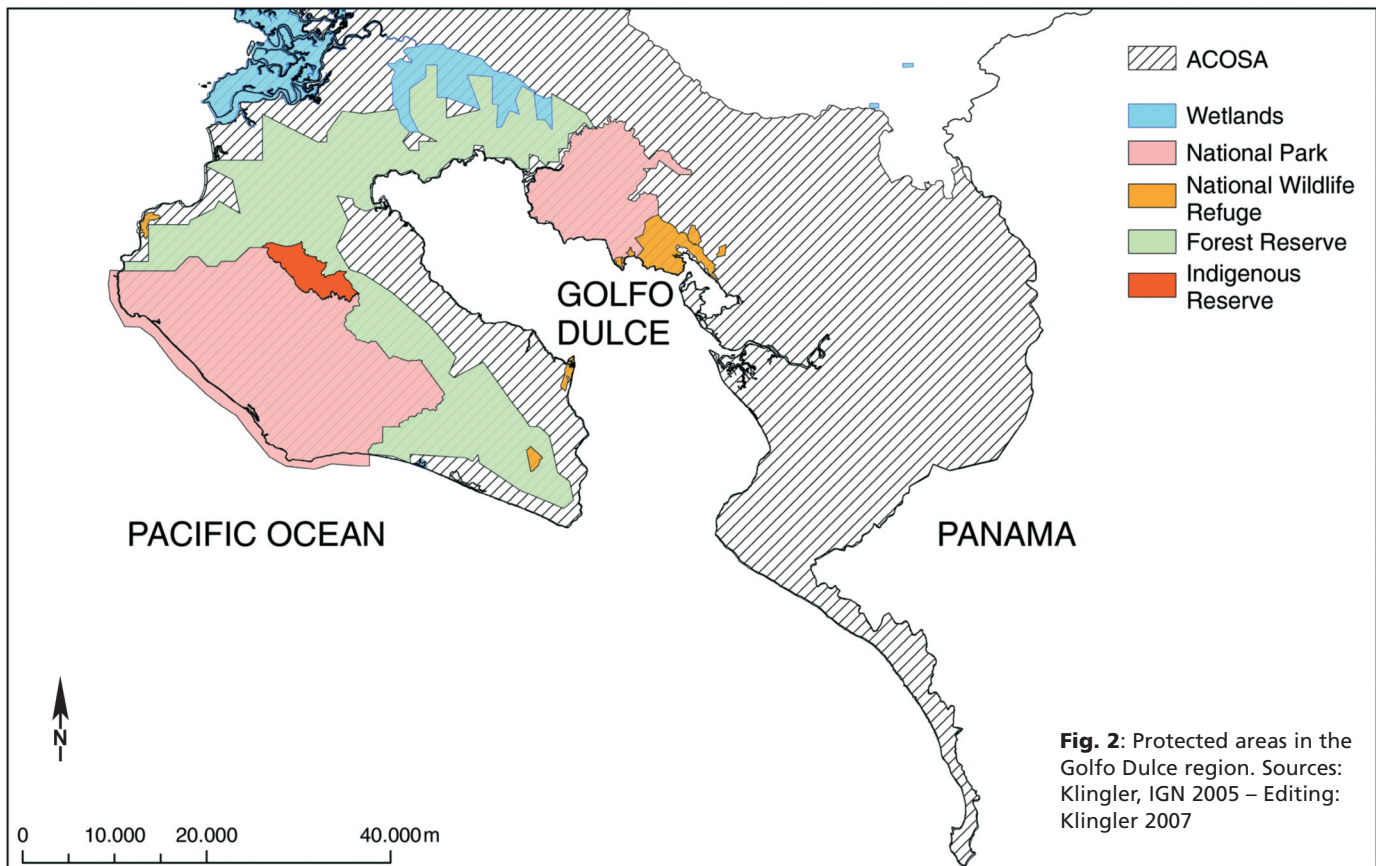 ACOSA
Wetlands
National Park
National Wildlife
Refuge
Forest Reserve
Indigenous
Reserve
GOLFO
DULCE
PACIFIC OCEAN
PANAMA
N
0 10.000 20.000 40.000 m
Fig. 2: Protected areas in the
Golfo Dulce region. Sources:
Klingler, IGN 2005 – Editing:
Klingler 2007